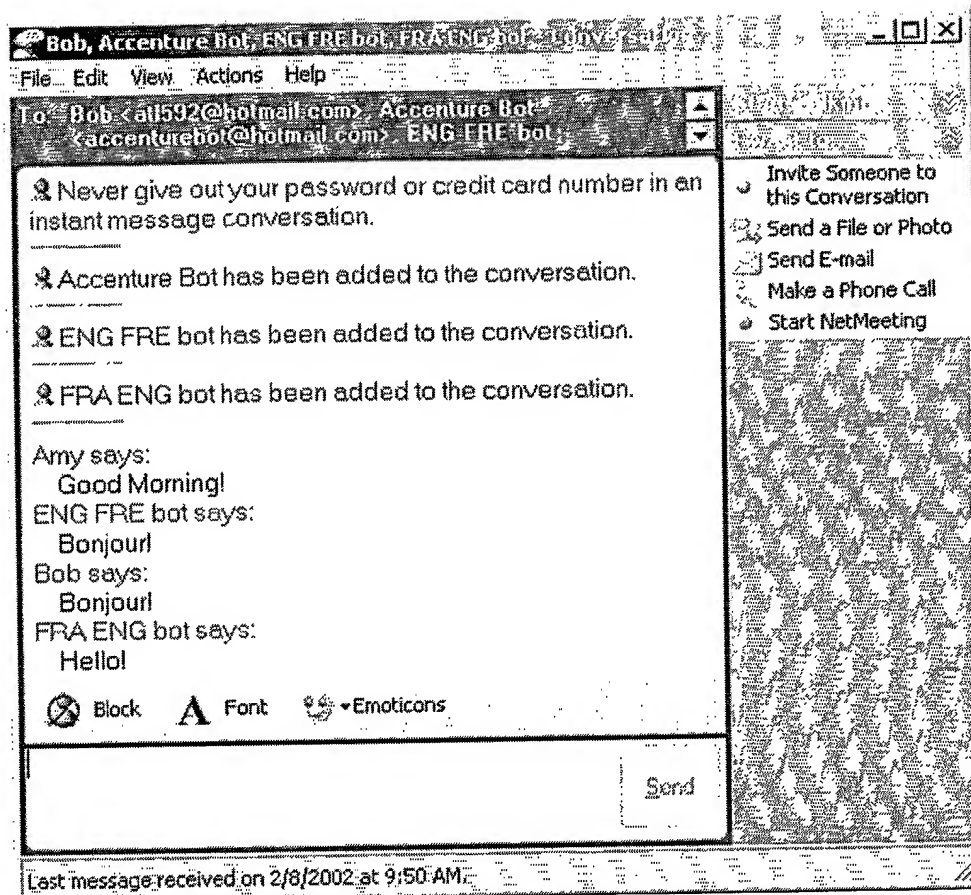 Bob, Accenture Bot, ENG FRE bot, FRA ENG bot - Conversation
File Edit View Actions Help
To: Bob <all592@hotmail.com>, Accenture Bot
<accenturebot@hotmail.com>, ENG FRE bot
Never give out your password or credit card number in an
instant message conversation.
Accenture Bot has been added to the conversation.
ENG FRE bot has been added to the conversation.
FRA ENG bot has been added to the conversation.
Amy says:
Good Morning!
ENG FRE bot says:
Bonjour!
Bob says:
Bonjour!
FRA ENG bot says:
Hello!
Block Font Emoticons
Send
Last message received on 2/8/2002 at 9:50 AM.
Invite Someone to
this Conversation
Send a File or Photo
Send E-mail
Make a Phone Call
Start NetMeeting